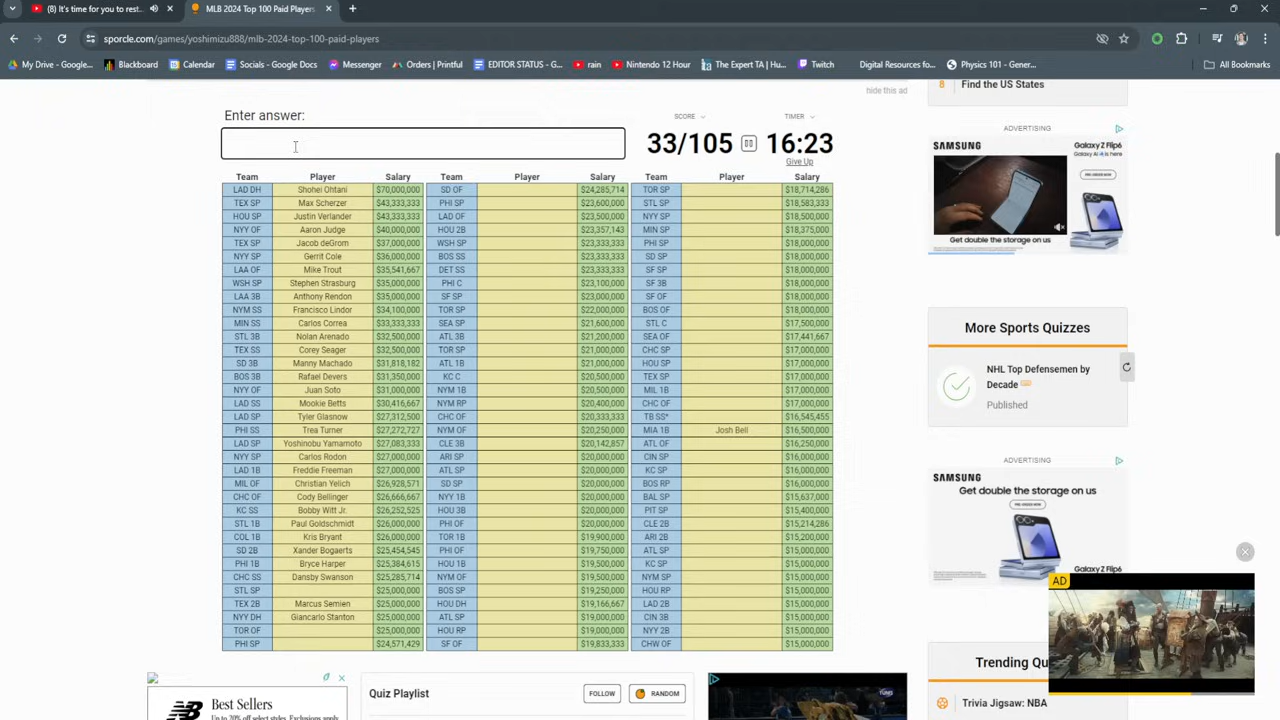 (8) It's time for you to rest
MLB 2024 Top 100 Paid Players
sporcle.com/games/yoshimizu888/mlb-2024-top-100-paid-players
My Drive - Google...
Blackboard
Calendar
Socials - Google Docs
Messenger
Orders | Printful
EDITOR STATUS - G...
rain
Nintendo 12 Hour
The Expert TA | Hu...
Twitch
Digital Resources fo...
Physics 101 - Gener...
All Bookmarks
hide this ad
Enter answer:
SCORE
TIMER
33/105
16:23
Give Up
Team Player Salary Team Player Salary Team Player Salary
LAD DH Shohei Ohtani $70,000,000 SD OF $24,285,714 TOR SP $18,714,286
TEX SP Max Scherzer $43,333,333 PHI SP $23,600,000 STL SP $18,583,333
HOU SP Justin Verlander $43,333,333 LAD OF $23,500,000 NYY SP $18,500,000
NYY OF Aaron Judge $40,000,000 HOU 2B $23,357,143 MIN SP $18,375,000
TEX SP Jacob deGrom $37,000,000 WSH SP $23,333,333 PHI SP $18,000,000
NYY SP Gerrit Cole $36,000,000 BOS SS $23,333,333 SD SP $18,000,000
LAA OF Mike Trout $35,541,667 DET SS $23,333,333 SF SP $18,000,000
WSH SP Stephen Strasburg $35,000,000 PHI C $23,100,000 SF 3B $18,000,000
LAA 3B Anthony Rendon $35,000,000 SF SP $23,000,000 SF OF $18,000,000
NYM SS Francisco Lindor $34,100,000 TOR SP $22,000,000 BOS OF $18,000,000
MIN SS Carlos Correa $33,333,333 SEA SP $21,600,000 STL C $17,500,000
STL 3B Nolan Arenado $32,500,000 ATL 3B $21,200,000 SEA OF $17,441,667
TEX SS Corey Seager $32,500,000 TOR SP $21,000,000 CHC SP $17,000,000
SD 3B Manny Machado $31,818,182 ATL 1B $21,000,000 HOU SP $17,000,000
BOS 3B Rafael Devers $31,350,000 KC C $20,500,000 TEX SP $17,000,000
NYY OF Juan Soto $31,000,000 NYM 1B $20,500,000 MIL 1B $17,000,000
LAD SS Mookie Betts $30,416,667 NYM RP $20,400,000 CHC OF $17,000,000
LAD SP Tyler Glasnow $27,312,500 CHC OF $20,333,333 TB SS* $16,545,455
PHI SS Trea Turner $27,272,727 NYM OF $20,250,000 MIA 1B Josh Bell $16,500,000
LAD SP Yoshinobu Yamamoto $27,083,333 CLE 3B $20,142,857 ATL OF $16,250,000
NYY SP Carlos Rodon $27,000,000 ARI SP $20,000,000 CIN SP $16,000,000
LAD 1B Freddie Freeman $27,000,000 ATL SP $20,000,000 KC SP $16,000,000
MIL OF Christian Yelich $26,928,571 SD SP $20,000,000 BOS RP $16,000,000
CHC OF Cody Bellinger $26,666,667 NYY 1B $20,000,000 BAL SP $15,637,000
KC SS Bobby Witt Jr. $26,252,525 HOU 3B $20,000,000 PIT SP $15,400,000
STL 1B Paul Goldschmidt $26,000,000 PHI OF $20,000,000 CLE 2B $15,214,286
COL 1B Kris Bryant $26,000,000 TOR 1B $19,900,000 ARI 2B $15,200,000
SD 2B Xander Bogaerts $25,454,545 PHI OF $19,750,000 ATL SP $15,000,000
PHI 1B Bryce Harper $25,384,615 HOU 1B $19,500,000 KC SP $15,000,000
CHC SS Dansby Swanson $25,285,714 NYM OF $19,500,000 NYM SP $15,000,000
STL SP $25,000,000 BOS SP $19,250,000 HOU RP $15,000,000
TEX 2B Marcus Semien $25,000,000 HOU DH $19,166,667 LAD 2B $15,000,000
NYY DH Giancarlo Stanton $25,000,000 ATL SP $19,000,000 CIN 3B $15,000,000
TOR OF $25,000,000 HOU RP $19,000,000 NYY 2B $15,000,000
PHI SP $24,571,429 SF OF $19,833,333 CHW OF $15,000,000
8 Find the US States
ADVERTISING
SAMSUNG
Galaxy Z Flip6
Galaxy AI is here
PRE-ORDER NOW
Get double the storage on us
More Sports Quizzes
NHL Top Defensemen by
Decade
Published
ADVERTISING
SAMSUNG
Get double the storage on us
PRE-ORDER NOW
AD
Trending Qu
Trivia Jigsaw: NBA
Best Sellers
Up to 20% off select styles. Exclusions apply.
Quiz Playlist
FOLLOW
RANDOM